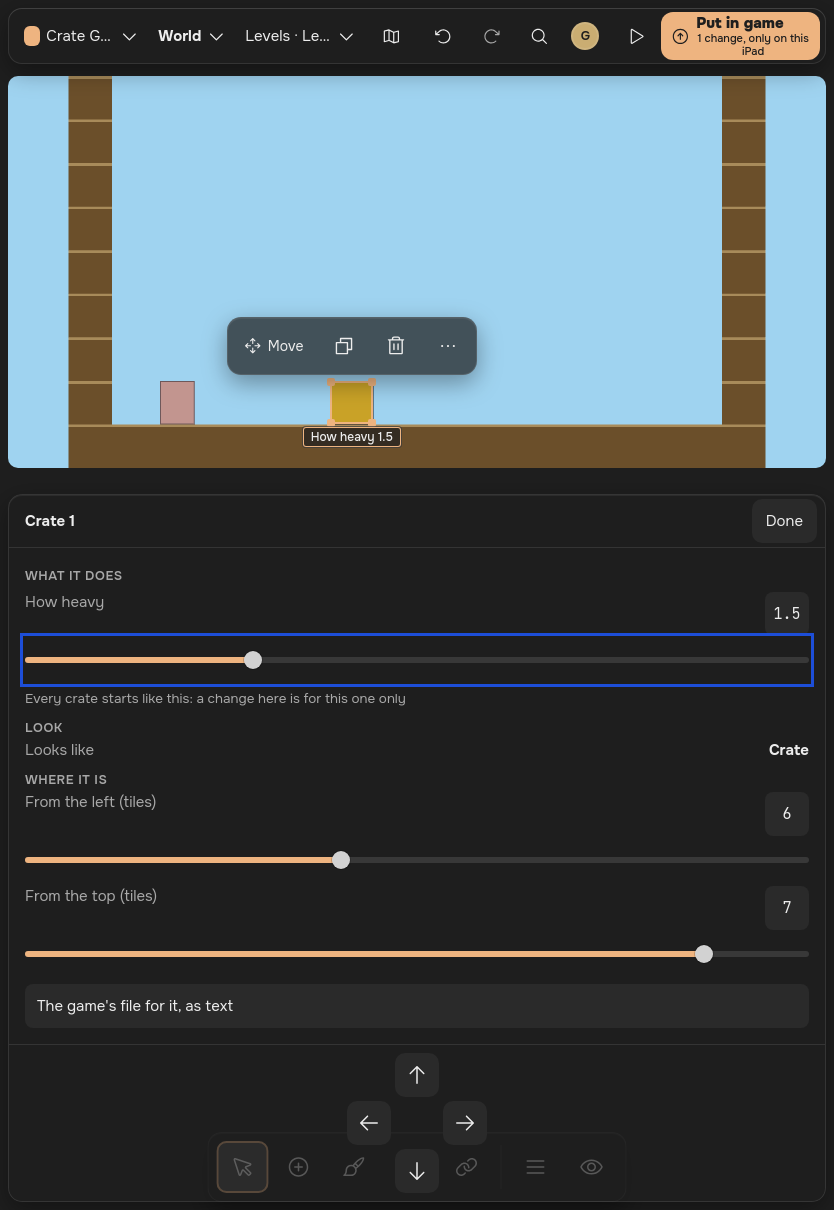 Crate G...
World
Levels · Le...
G
Put in game
1 change, only on this
iPad
Move
How heavy 1.5
Crate 1
Done
WHAT IT DOES
How heavy
1.5
Every crate starts like this: a change here is for this one only
LOOK
Looks like
Crate
WHERE IT IS
From the left (tiles)
6
From the top (tiles)
7
The game's file for it, as text